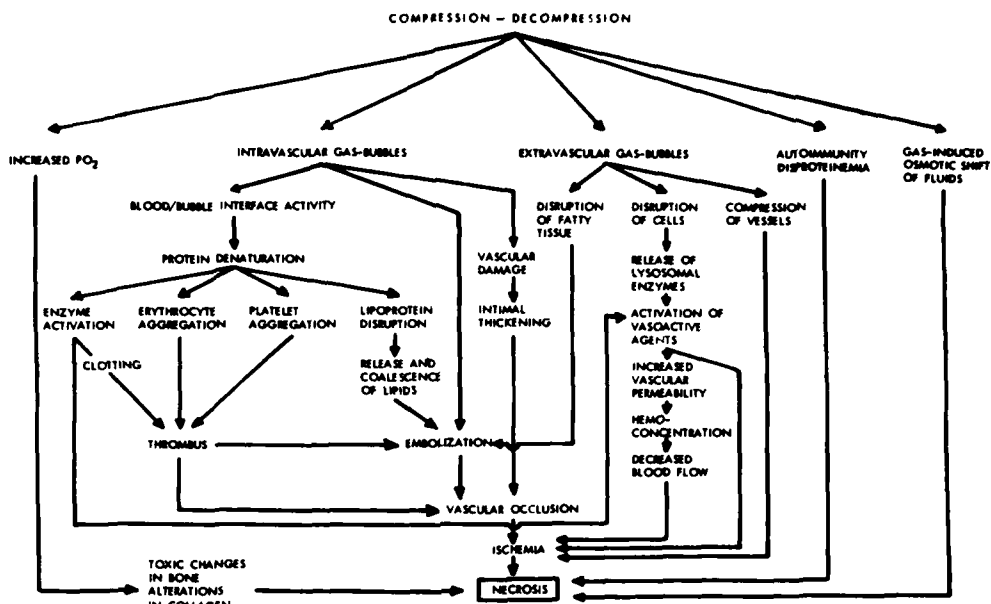 COMPRESSION – DECOMPRESSION
INCREASED PO2
INTRAVASCULAR GAS-BUBBLES
EXTRAVASCULAR GAS-BUBBLES
AUTOIMMUNITY
DISPROTEINEMIA
GAS-INDUCED
OSMOTIC SHIFT
OF FLUIDS
BLOOD/BUBBLE INTERFACE ACTIVITY
DISRUPTION
OF FATTY
TISSUE
DISRUPTION
OF CELLS
COMPRESSION
OF VESSELS
PROTEIN DENATURATION
VASCULAR
DAMAGE
RELEASE OF
LYSOSOMAL
ENZYMES
ENZYME
ACTIVATION
ERYTHROCYTE
AGGREGATION
PLATELET
AGGREGATION
LIPOPROTEIN
DISRUPTION
INTIMAL
THICKENING
ACTIVATION OF
VASOACTIVE
AGENTS
CLOTTING
RELEASE AND
COALESCENCE
OF LIPIDS
INCREASED
VASCULAR
PERMEABILITY
THROMBUS
EMBOLIZATION
HEMO-
CONCENTRATION
DECREASED
BLOOD FLOW
VASCULAR OCCLUSION
ISCHEMIA
TOXIC CHANGES
IN BONE
ALTERATIONS
IN COLLAGEN
NECROSIS